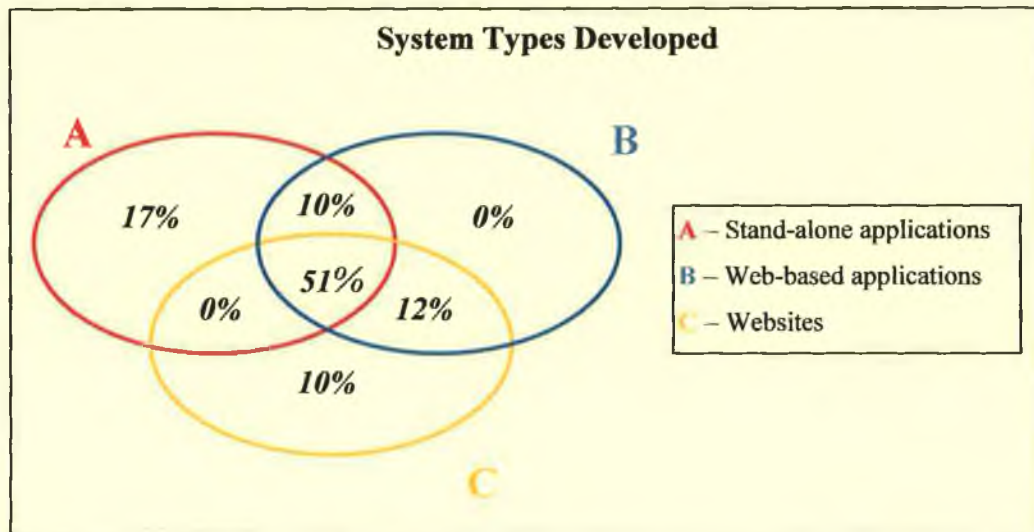 System Types Developed
A
B
17%
10%
0%
A – Stand-alone applications
B – Web-based applications
C – Websites
51%
0%
12%
10%
C